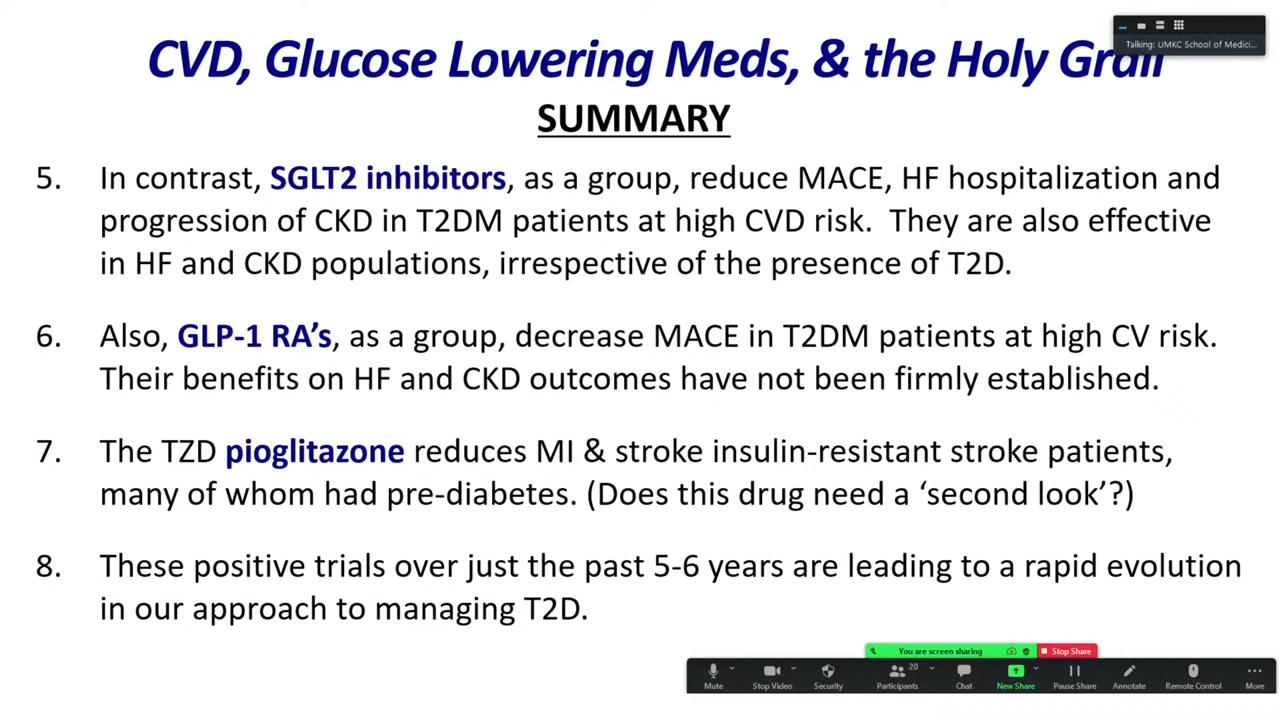 CVD, Glucose Lowering Meds, & the Holy Grail
Talking: UMKC School of Medici...
SUMMARY
5. In contrast, SGLT2 inhibitors, as a group, reduce MACE, HF hospitalization and
progression of CKD in T2DM patients at high CVD risk. They are also effective
in HF and CKD populations, irrespective of the presence of T2D.
6. Also, GLP-1 RA’s, as a group, decrease MACE in T2DM patients at high CV risk.
Their benefits on HF and CKD outcomes have not been firmly established.
7. The TZD pioglitazone reduces MI & stroke insulin-resistant stroke patients,
many of whom had pre-diabetes. (Does this drug need a ‘second look’?)
8. These positive trials over just the past 5-6 years are leading to a rapid evolution
in our approach to managing T2D.
You are screen sharing Stop Share
20
Mute Stop Video Security Participants Chat New Share Pause Share Annotate Remote Control More